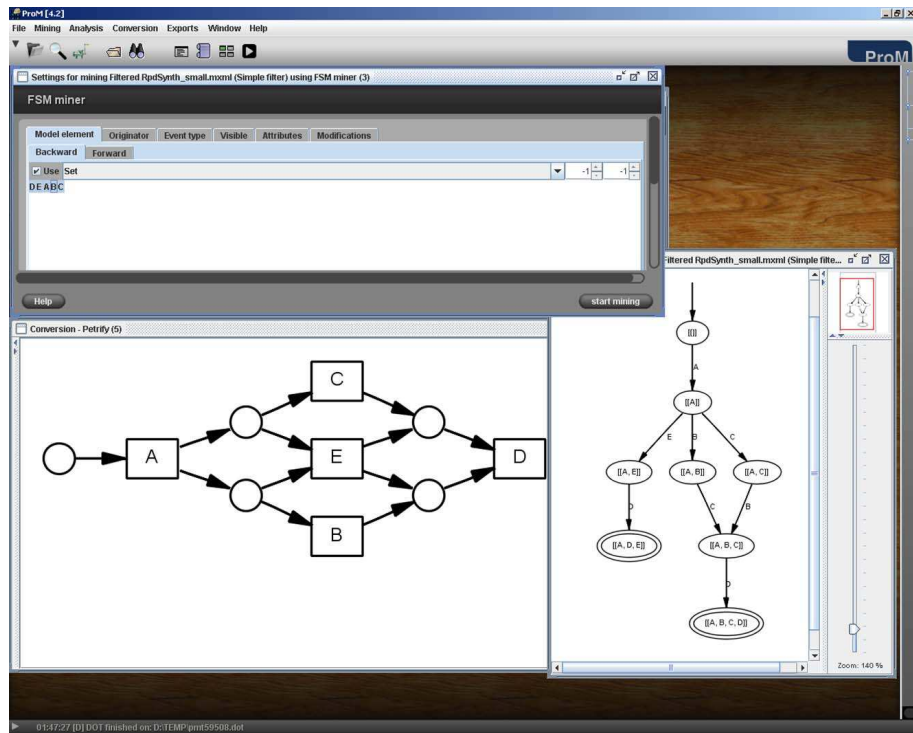 ProM [4.2]
File Mining Analysis Conversion Exports Window Help
ProM
Settings for mining Filtered RpdSynth_small.mxml (Simple filter) using FSM miner (3)
FSM miner
Model element Originator Event type Visible Attributes Modifications
Backward Forward
Use Set -1 -1
D E A B C
Help start mining
Filtered RpdSynth_small.mxml (Simple filte...
Conversion - Petrify (5)
C
A E D
B
[[]]
A
[[A]]
E B C
[[A, E]] [[A, B]] [[A, C]]
D C B
[[A, D, E]] [[A, B, C]]
D
[[A, B, C, D]]
Zoom: 140 %
01:47:27 [D] DOT finished on: D:\TEMP\pmt59508.dot